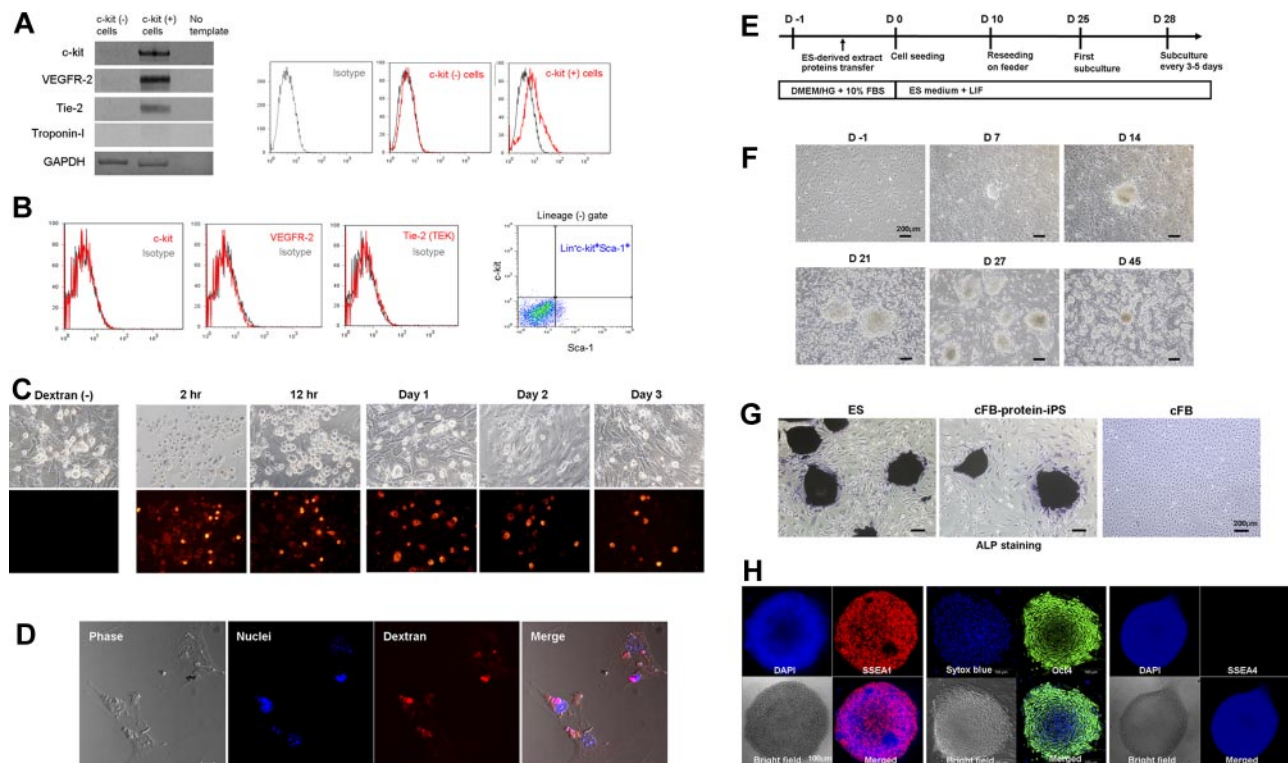 A
c-kit (-) cells
c-kit (+) cells
No template
c-kit
VEGFR-2
Tie-2
Troponin-I
GAPDH
Isotype
c-kit (-) cells
c-kit (+) cells
B
c-kit
Isotype
VEGFR-2
Isotype
Tie-2 (TEK)
Isotype
Lineage (-) gate
Lin-c-kit+Sca-1+
c-kit
Sca-1
C
Dextran (-)
2 hr
12 hr
Day 1
Day 2
Day 3
D
Phase
Nuclei
Dextran
Merge
E
D -1
D 0
D 10
D 25
D 28
ES-derived extract
proteins transfer
Cell seeding
Reseeding
on feeder
First
subculture
Subculture
every 3-5 days
DMEM/HG + 10% FBS
ES medium + LIF
F
D -1
D 7
D 14
200μm
D 21
D 27
D 45
G
ES
cFB-protein-iPS
cFB
200μm
ALP staining
H
DAPI
SSEA1
Sytox blue
Oct4
DAPI
SSEA4
Bright field
100μm
Merged
Bright field
Merged
Bright field
Merged